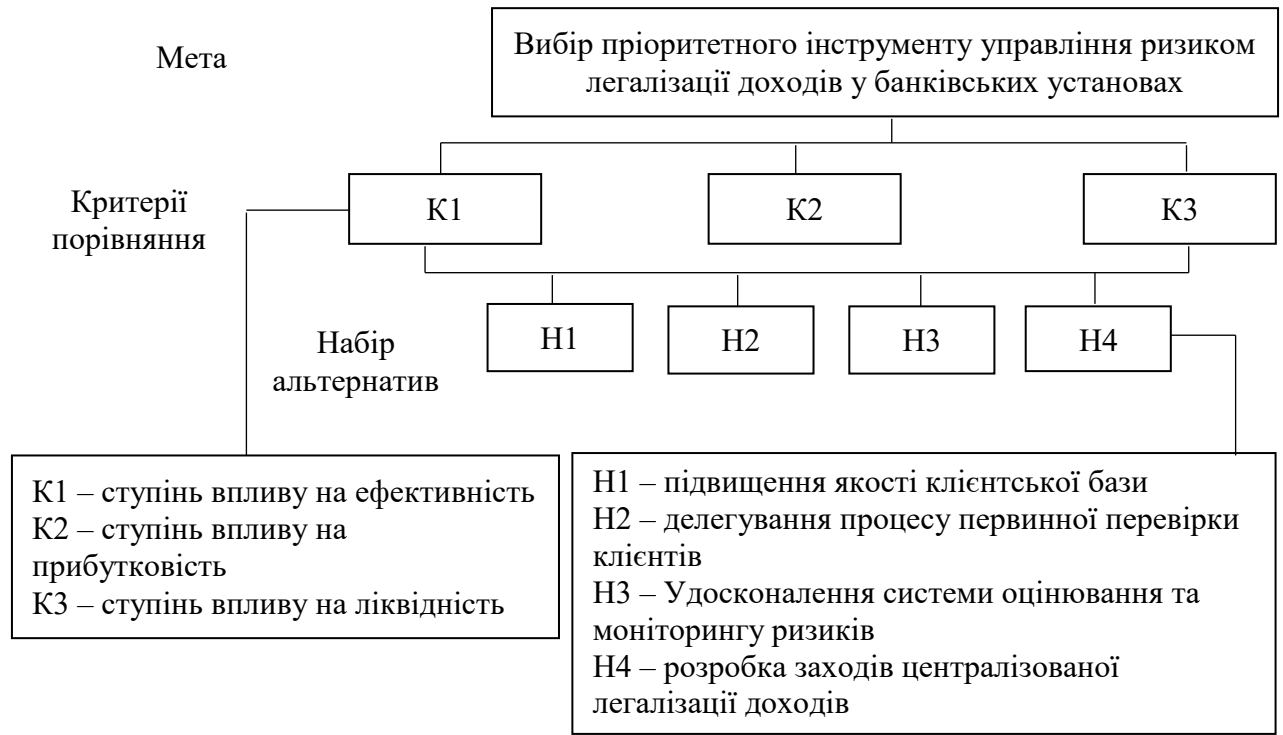 Мета
Вибір пріоритетного інструменту управління ризиком
легалізації доходів у банківських установах
Критерії
порівняння
К1
К2
К3
Набір
альтернатив
Н1
Н2
Н3
Н4
К1 – ступінь впливу на ефективність
К2 – ступінь впливу на
прибутковість
К3 – ступінь впливу на ліквідність
Н1 – підвищення якості клієнтської бази
Н2 – делегування процесу первинної перевірки
клієнтів
Н3 – Удосконалення системи оцінювання та
моніторингу ризиків
Н4 – розробка заходів централізованої
легалізації доходів